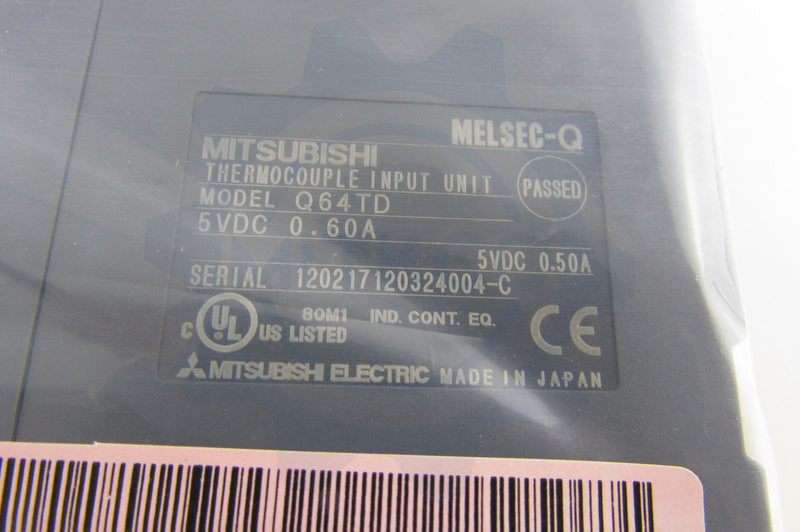 MELSEC-Q
MITSUBISHI
THERMOCOUPLE INPUT UNIT
PASSED
MODEL Q64TD
5VDC 0.60A
5VDC 0.50A
SERIAL 120217120324004-C
C UL US LISTED 80M1 IND. CONT. EQ. CE
MITSUBISHI ELECTRIC MADE IN JAPAN